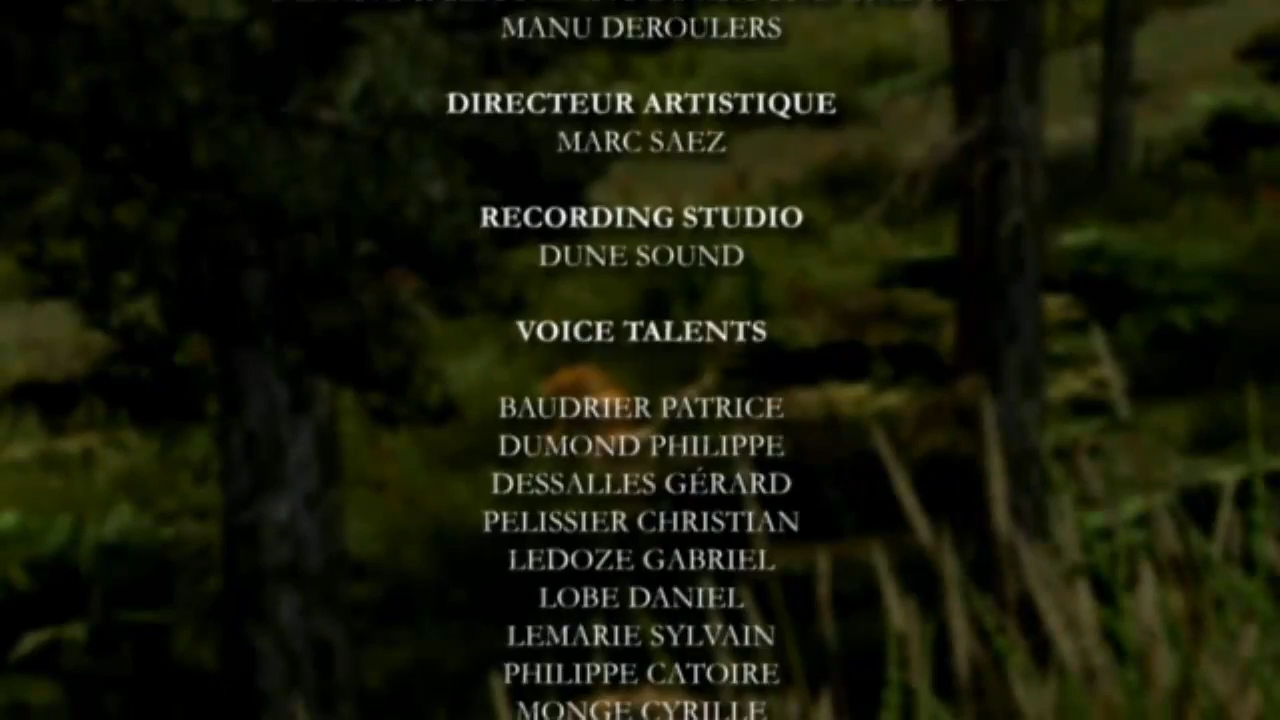 MANU DEROULERS
DIRECTEUR ARTISTIQUE
MARC SAEZ
RECORDING STUDIO
DUNE SOUND
VOICE TALENTS
BAUDRIER PATRICE
DUMOND PHILIPPE
DESSALLES GÉRARD
PELISSIER CHRISTIAN
LEDOZE GABRIEL
LOBE DANIEL
LEMARIE SYLVAIN
PHILIPPE CATOIRE
MONGE CYRILLE